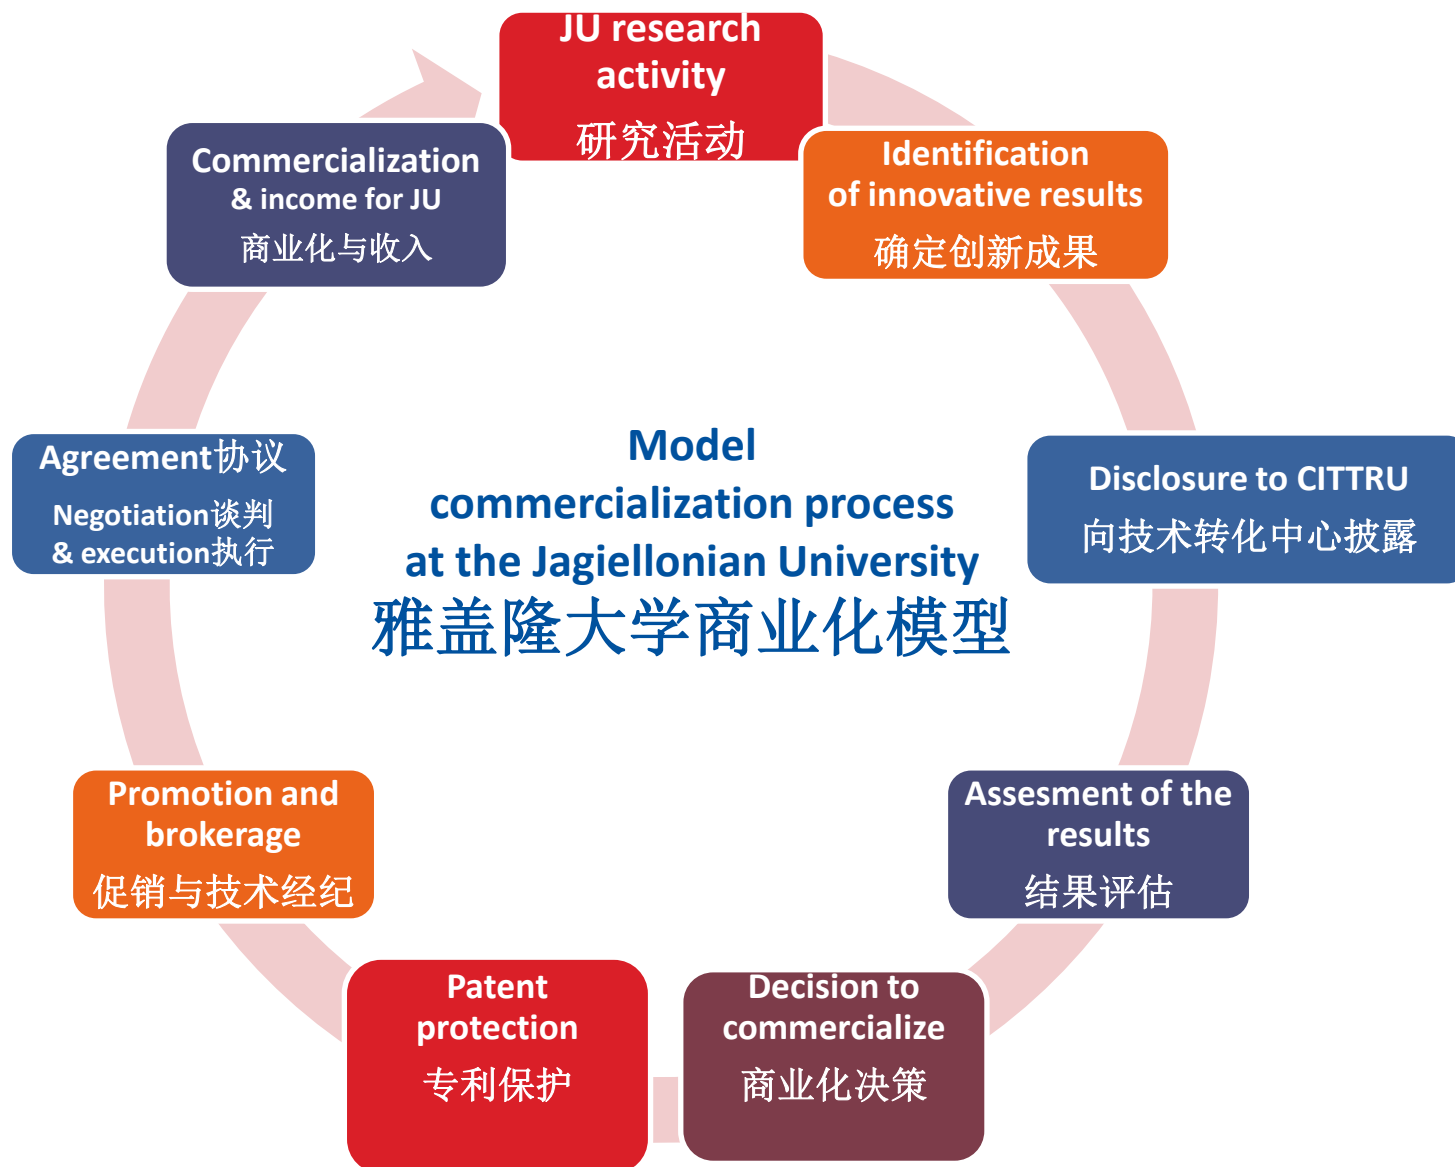 JU research
activity
研究活动
Identification
of innovative results
确定创新成果
Disclosure to CITTRU
向技术转化中心披露
Assesment of the
results
结果评估
Decision to
commercialize
商业化决策
Patent
protection
专利保护
Promotion and
brokerage
促销与技术经纪
Agreement协议
Negotiation谈判
& execution执行
Commercialization
& income for JU
商业化与收入
Model
commercialization process
at the Jagiellonian University
雅盖隆大学商业化模型